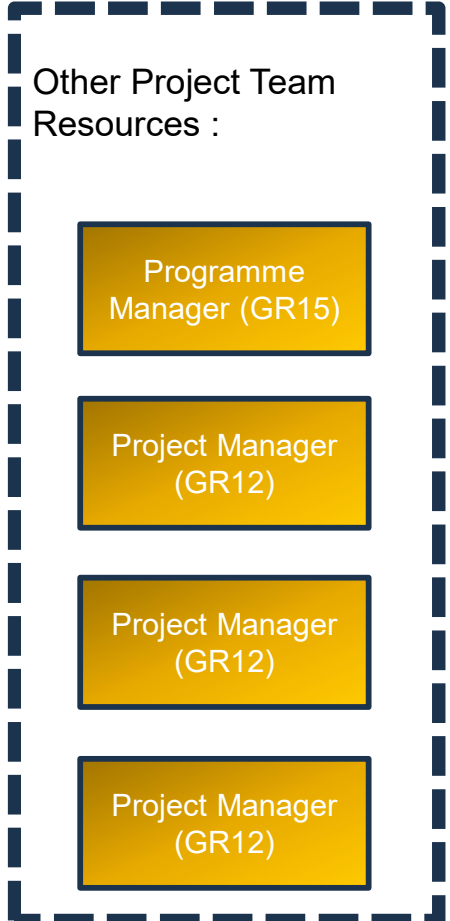 Other Project Team
Resources :
Programme
Manager (GR15)
Project Manager
(GR12)
Project Manager
(GR12)
Project Manager
(GR12)